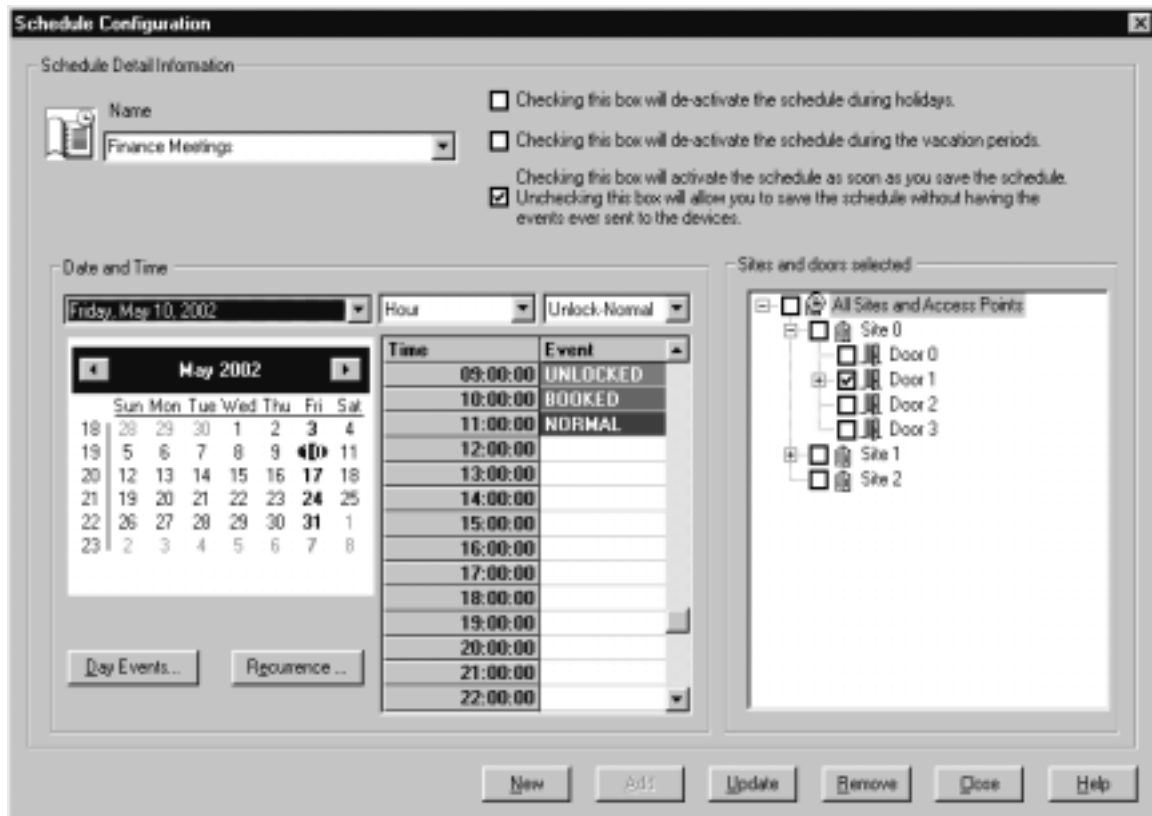 Schedule Configuration
Schedule Detail Information
Name
Finance Meetings
Checking this box will de-activate the schedule during holidays.
Checking this box will de-activate the schedule during the vacation periods.
Checking this box will activate the schedule as soon as you save the schedule.
Unchecking this box will allow you to save the schedule without having the
events ever sent to the devices.
Date and Time
Friday, May 10, 2002
Hour
Unlock-Normal
May 2002
Sun Mon Tue Wed Thu Fri Sat
18 28 29 30 1 2 3 4
19 5 6 7 8 9 10 11
20 12 13 14 15 16 17 18
21 19 20 21 22 23 24 25
22 26 27 28 29 30 31 1
23 2 3 4 5 6 7 8
Day Events...
Recurrence ...
Time Event
09:00:00 UNLOCKED
10:00:00 BOOKED
11:00:00 NORMAL
12:00:00
13:00:00
14:00:00
15:00:00
16:00:00
17:00:00
18:00:00
19:00:00
20:00:00
21:00:00
22:00:00
Sites and doors selected
All Sites and Access Points
Site 0
Door 0
Door 1
Door 2
Door 3
Site 1
Site 2
New
Add
Update
Remove
Close
Help